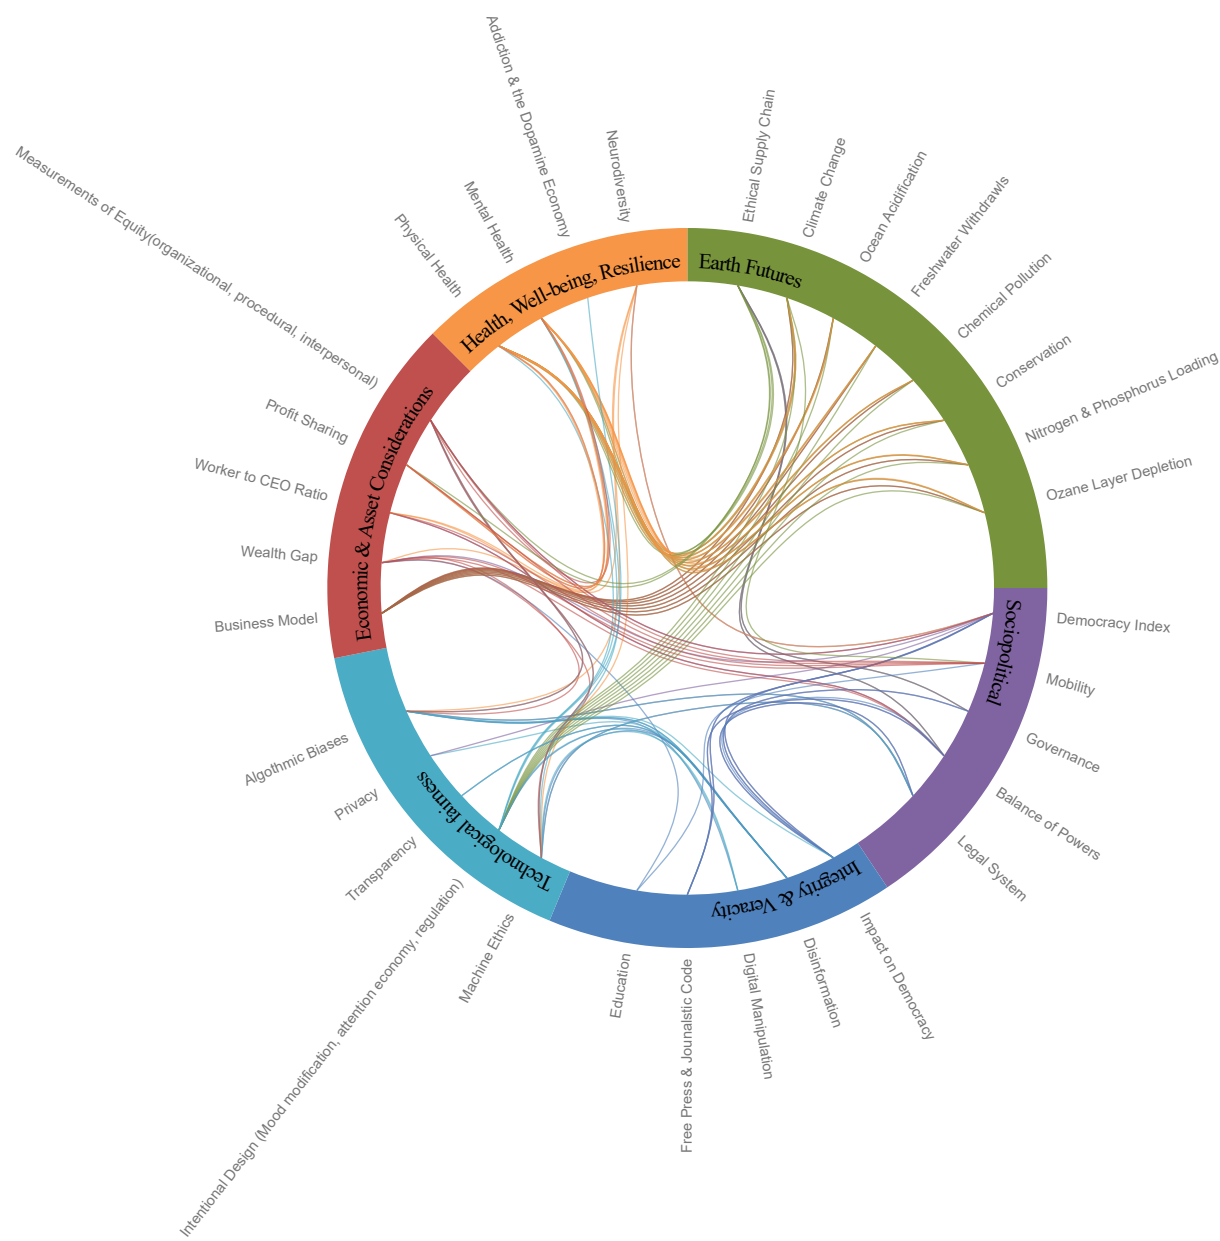 Addiction & the Dopamine Economy
Neurodiversity
Mental Health
Physical Health
Measurements of Equity(organizational, procedural, interpersonal)
Profit Sharing
Worker to CEO Ratio
Wealth Gap
Business Model
Ethical Supply Chain
Climate Change
Ocean Acidification
Freshwater Withdrawls
Chemical Pollution
Conservation
Nitrogen & Phosphorus Loading
Ozane Layer Depletion
Health, Well-being, Resilience
Earth Futures
Economic & Asset Considerations
Sociopolitical
Technological fairness
Integrity & Veracity
Democracy Index
Mobility
Governance
Balance of Powers
Legal System
Impact on Democracy
Disinformation
Digital Manipulation
Free Press & Jounalstic Code
Education
Machine Ethics
Intentional Design (Mood modification, attention economy, regulation)
Transparency
Privacy
Algothmic Biases